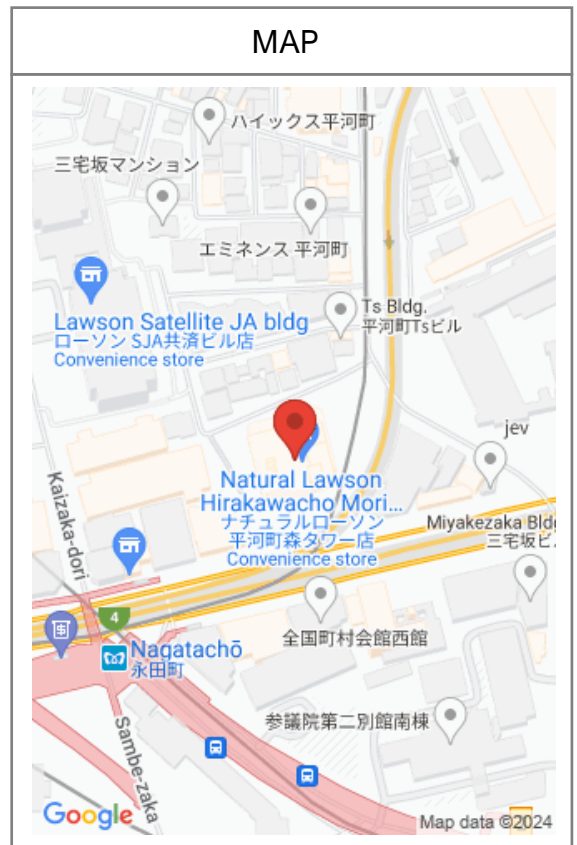 MAP
ハイックス平河町
三宅坂マンション
エミネンス 平河町
Ts Bldg.
平河町Tsビル
Lawson Satellite JA bldg
ローソン SJA共済ビル店
Convenience store
jev
Natural Lawson
Hirakawacho Mori...
ナチュラルローソン
平河町森タワー店
Convenience store
Kaizaka-dori
Miyakezaka Bldg
三宅坂ビ
4
全国町村会館西館
Nagatachō
永田町
参議院第二別館南棟
Sambe-zaka
Google
Map data ©2024